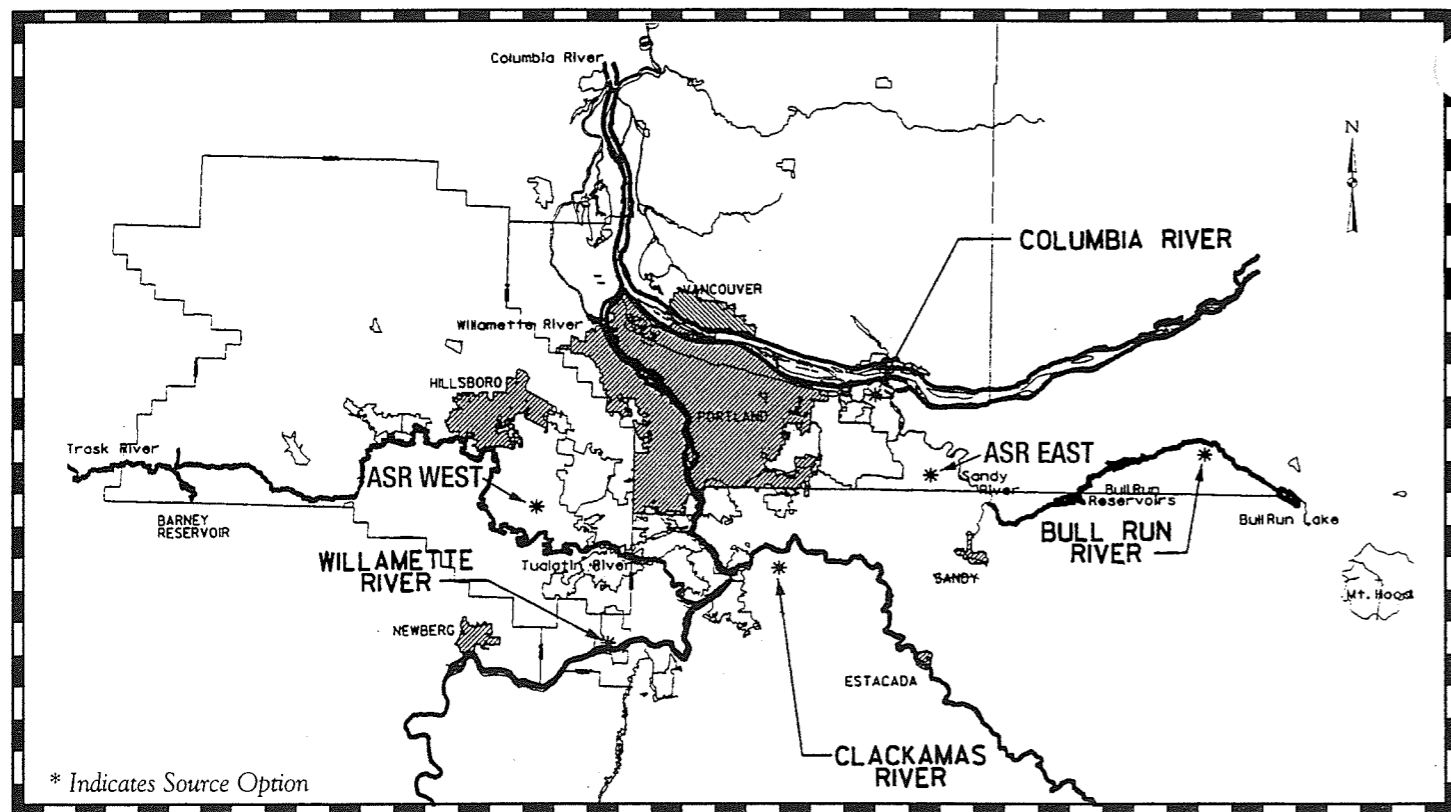 Columbia River
N
COLUMBIA RIVER
VANCOUVER
Willamette River
HILLSBORO
PORTLAND
Trask River
ASR WEST
ASR EAST
Sandy
River
Bull Run
Reservoirs
Bull Run Lake
BARNEY
RESERVOIR
BULL RUN
RIVER
WILLAMETTE
RIVER
Tualatin River
SANDY
Mt. Hood
NEWBERG
ESTACADA
CLACKAMAS
RIVER
* Indicates Source Option